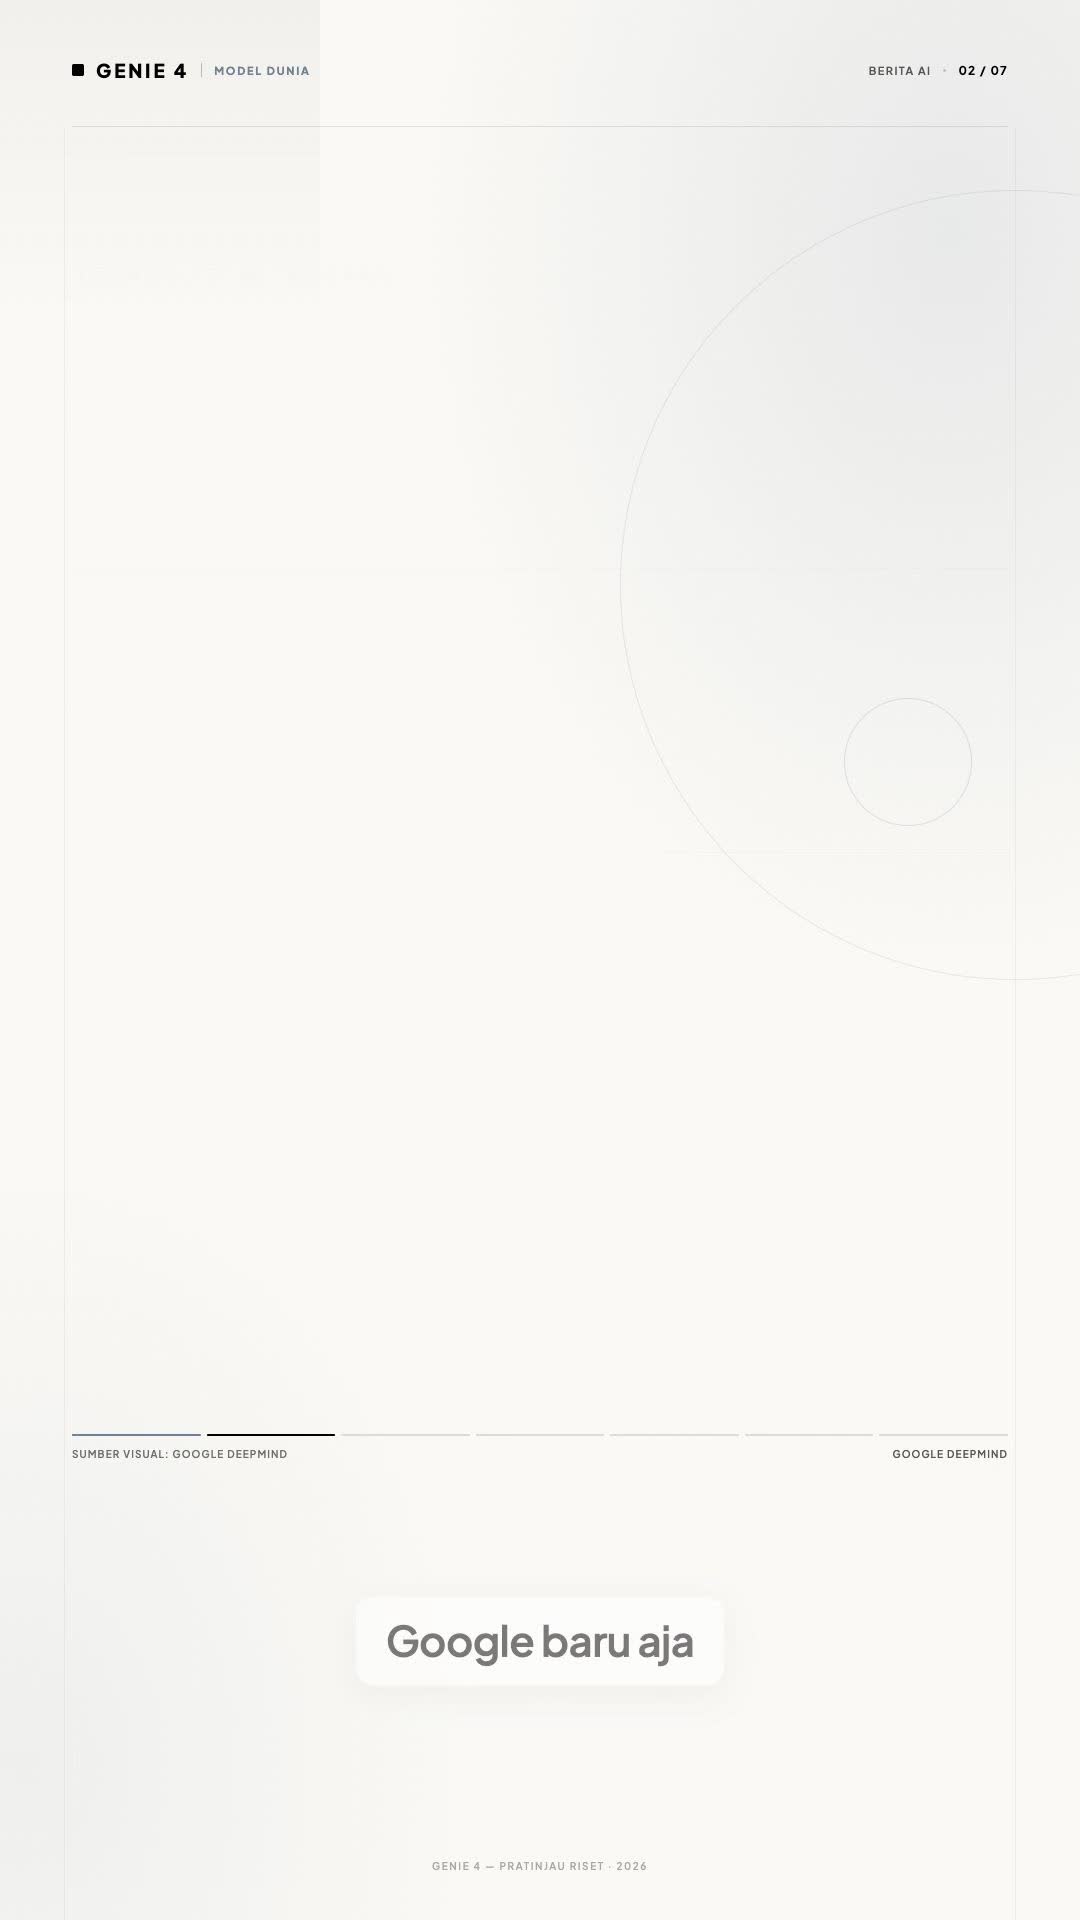 GENIE 4 | MODEL DUNIA
BERITA AI • 02 / 07
SUMBER VISUAL: GOOGLE DEEPMIND
GOOGLE DEEPMIND
Google baru aja
GENIE 4 — PRATINJAU RISET · 2026